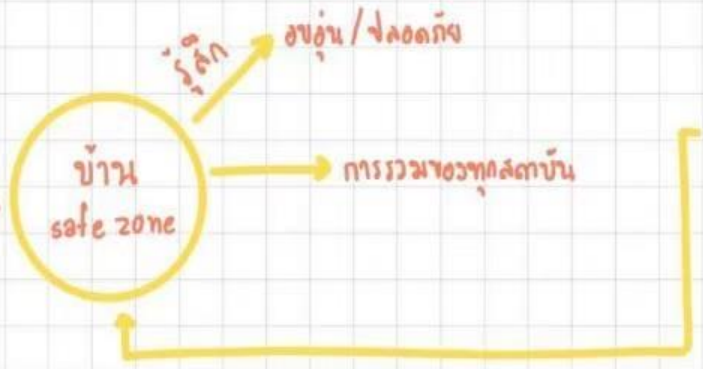 รู้สึก
อบอุ่น / ปลอดภัย
บ้าน
safe zone
การรวมของทุกสถาบัน